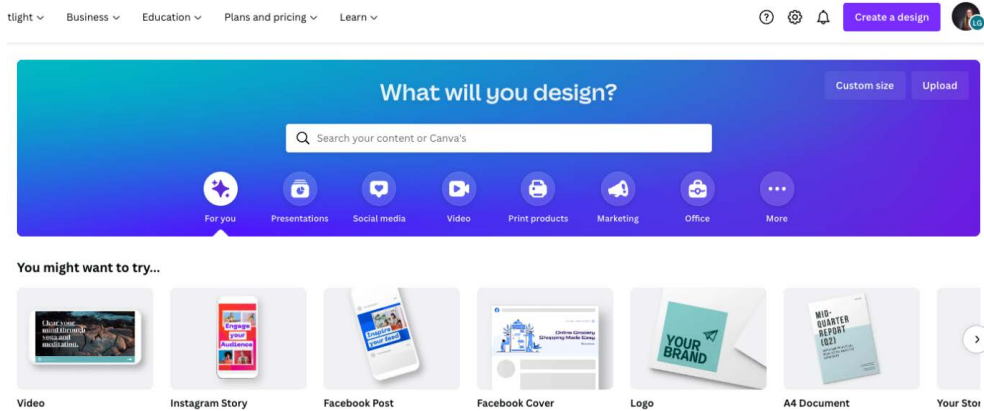 tlight Business Education Plans and pricing Learn Create a design LG
What will you design?
Custom size Upload
Search your content or Canva's
For you Presentations Social media Video Print products Marketing Office More
You might want to try...
Clear your
mind through
yoga and
meditation.
Engage
your
Audience
Inspire
your feed
Online Grocery
Shopping Made Easy
YOUR
BRAND
MID-
QUARTER
REPORT
(Q2)
Video Instagram Story Facebook Post Facebook Cover Logo A4 Document Your Stor